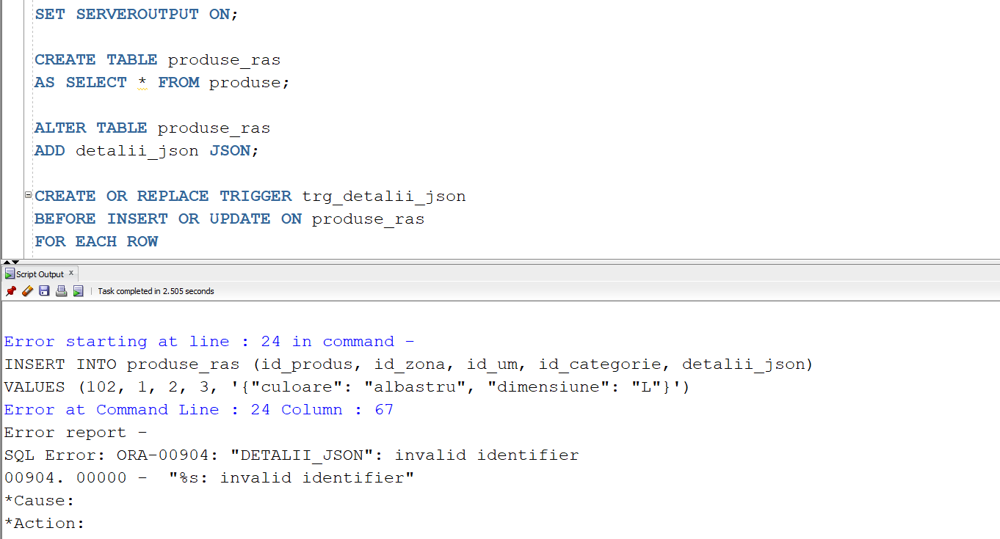 SET SERVEROUTPUT ON;
CREATE TABLE produse_ras
AS SELECT * FROM produse;
ALTER TABLE produse_ras
ADD detalii_json JSON;
CREATE OR REPLACE TRIGGER trg_detalii_json
BEFORE INSERT OR UPDATE ON produse_ras
FOR EACH ROW
Script Output x
Task completed in 2.505 seconds
Error starting at line : 24 in command -
INSERT INTO produse_ras (id_produs, id_zona, id_um, id_categorie, detalii_json)
VALUES (102, 1, 2, 3, '{"culoare": "albastru", "dimensiune": "L"}')
Error at Command Line : 24 Column : 67
Error report -
SQL Error: ORA-00904: "DETALII_JSON": invalid identifier
00904. 00000 -  "%s: invalid identifier"
*Cause:
*Action: